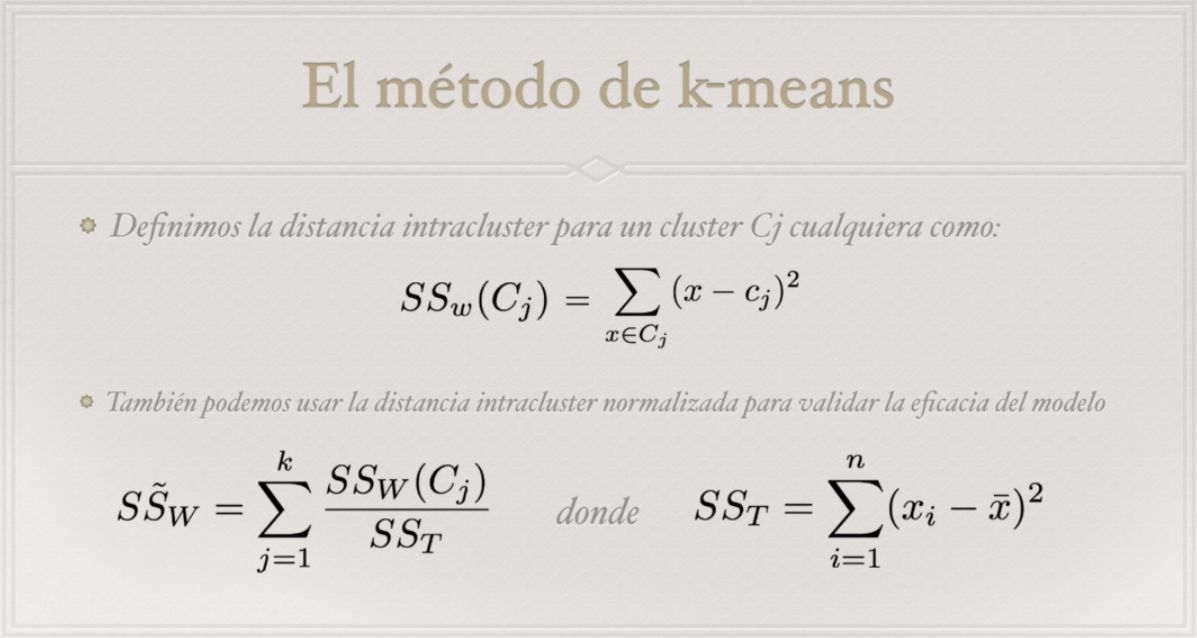 El método de k-means
Definimos la distancia intracluster para un cluster Cj cualquiera como:
$SS_w(C_j) = \sum_{x \in C_j} (x - c_j)^2$
También podemos usar la distancia intracluster normalizada para validar la eficacia del modelo
$S\tilde{S}_W = \sum_{j=1}^{k} \frac{SS_W(C_j)}{SS_T}$ donde $SS_T = \sum_{i=1}^{n} (x_i - \bar{x})^2$